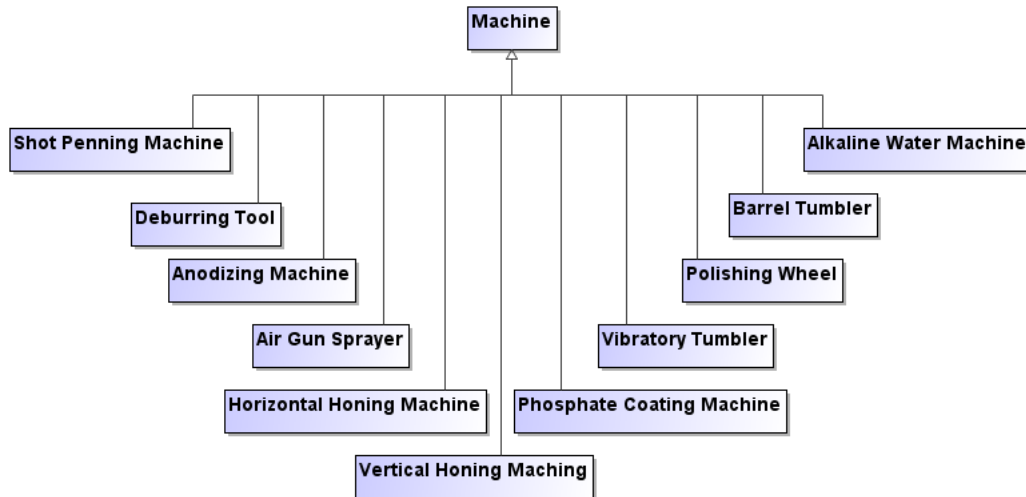 Machine
Shot Penning Machine
Alkaline Water Machine
Deburring Tool
Barrel Tumbler
Anodizing Machine
Polishing Wheel
Air Gun Sprayer
Vibratory Tumbler
Horizontal Honing Machine
Phosphate Coating Machine
Vertical Honing Maching